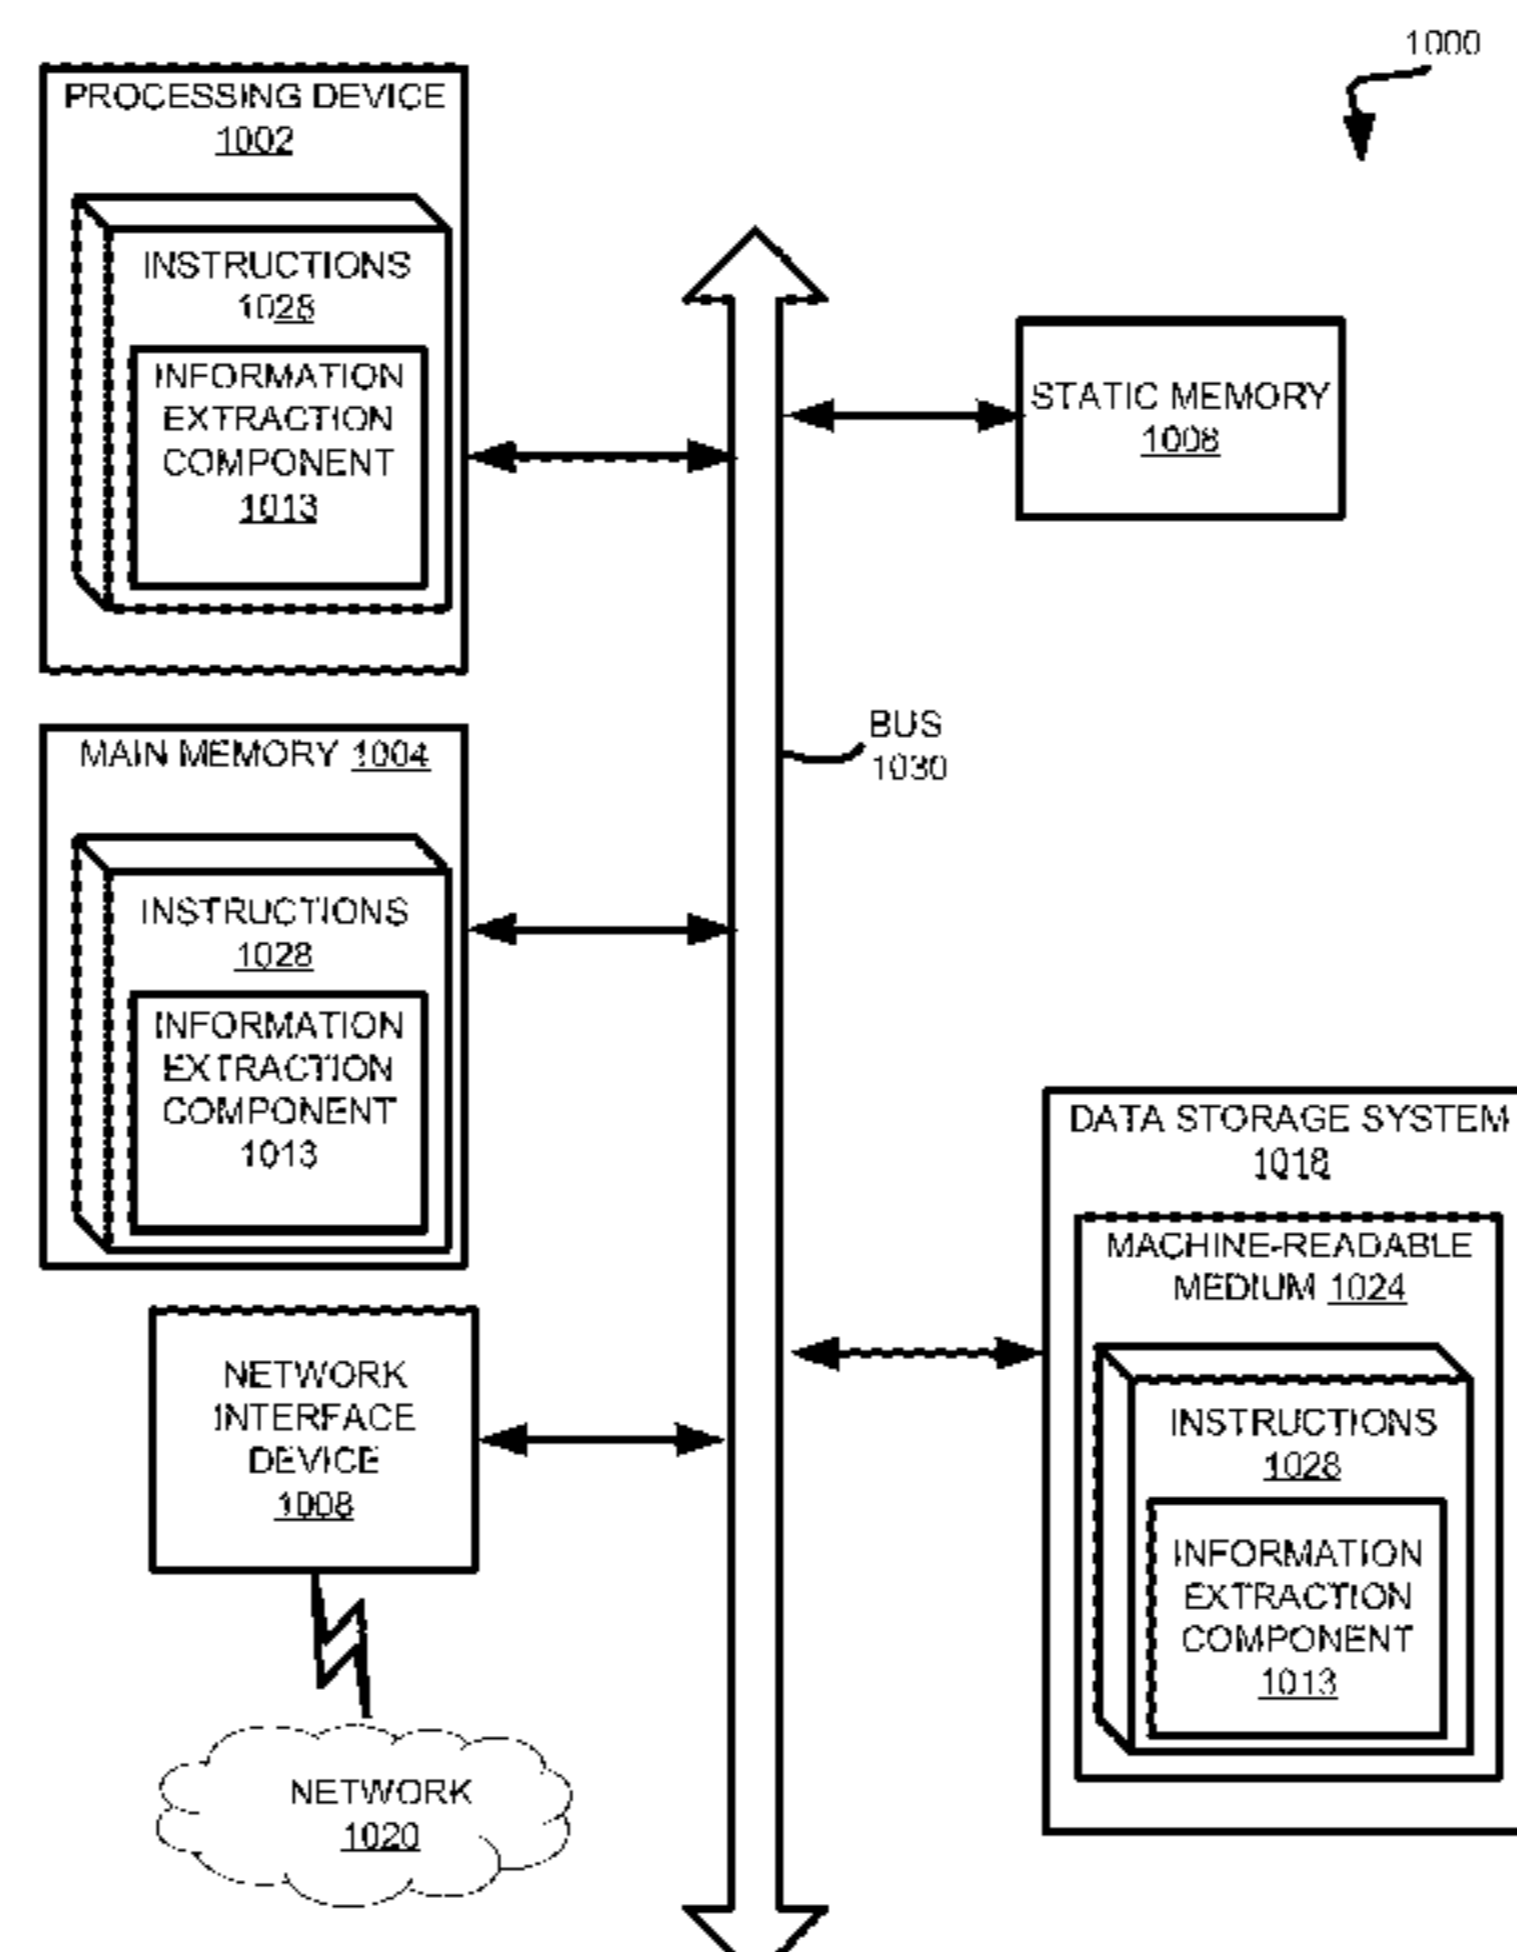 1000
PROCESSING DEVICE
1002
INSTRUCTIONS
1028
INFORMATION
EXTRACTION
COMPONENT
1013
STATIC MEMORY
1008
BUS
1030
MAIN MEMORY 1004
INSTRUCTIONS
1028
INFORMATION
EXTRACTION
COMPONENT
1013
DATA STORAGE SYSTEM
1018
MACHINE-READABLE
MEDIUM 1024
INSTRUCTIONS
1028
INFORMATION
EXTRACTION
COMPONENT
1013
NETWORK
INTERFACE
DEVICE
1008
NETWORK
1020